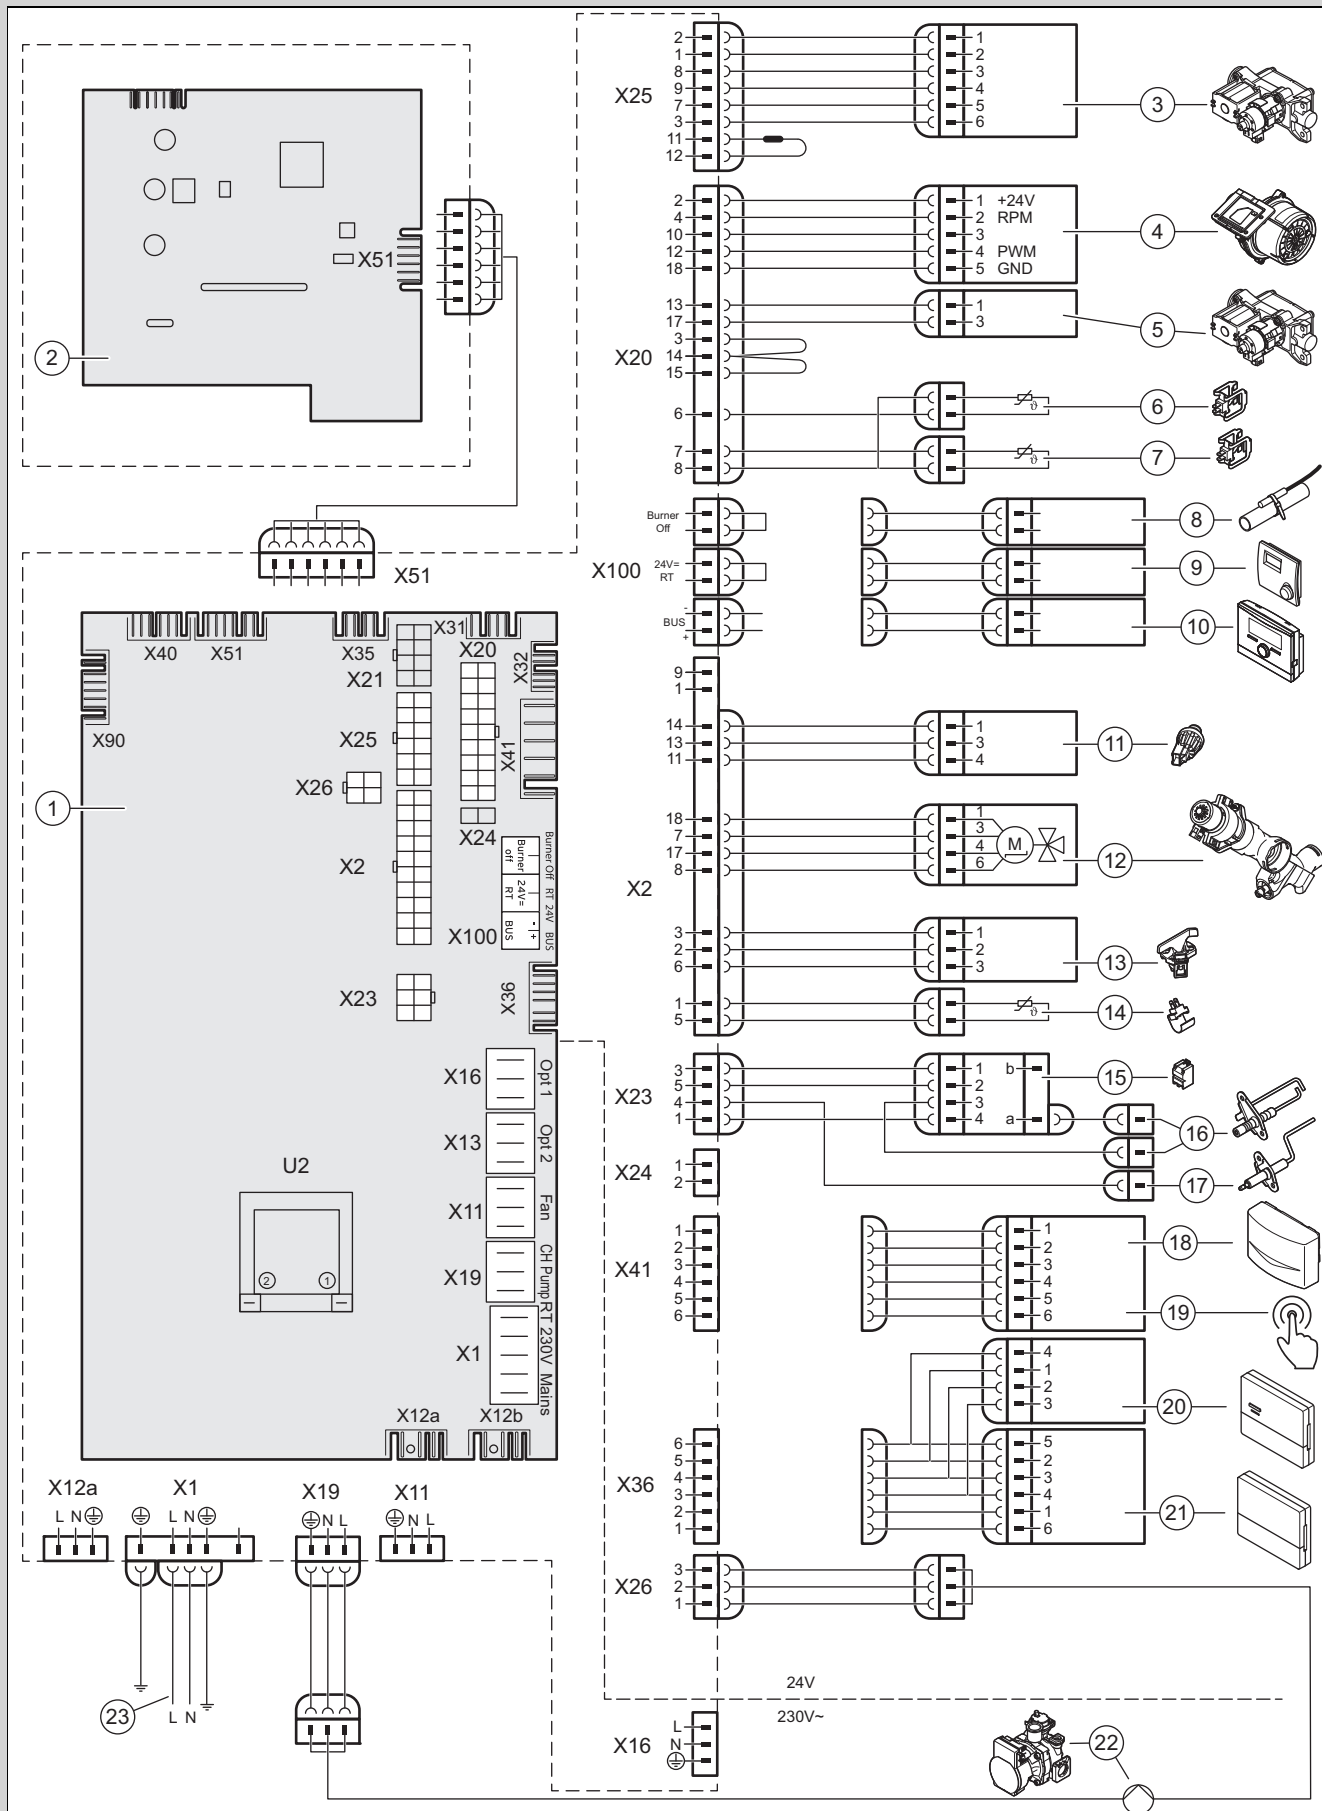 X51
2
X51
X40
X51
X35
X31
X21
X20
X32
X90
X25
X26
X41
1
X24
X2
Burner off
24V= RT
BUS - +
Burner Off RT 24V BUS
X100
X23
X36
X16
Opt 1
X13
Opt 2
U2
X11
Fan
2
1
X19
CH Pump
X1
RT 230V Mains
X12a
X12b
X12a
X1
X19
X11
L N
L N
N L
N L
23
L N
X25
2 1
1 2
8 3
9 4
7 5
3 6
11
12
3
X20
2 1 +24V
4 2 RPM
10 3
12 4 PWM
18 5 GND
4
13 1
17 3
5
3
14
15
6
ϑ
6
7
8
ϑ
7
X100
Burner
Off
8
24V=
RT
9
-
BUS
+
10
X2
9
1
14 1
13 3
11 4
11
18 1
7 3
17 4
8 6
M
12
3 1
2 2
6 3
13
1
5
ϑ
14
X23
3 1 b
5 2
4 3
1 4 a
15
16
17
X24
1
2
X41
1 1
2 2
3 3
4 4
5 5
6 6
18
19
4
1
2
3
20
X36
6 5
5 2
4 3
3 4
2 1
1 6
21
X26
3
2
1
24V
230V~
X16
L
N
22